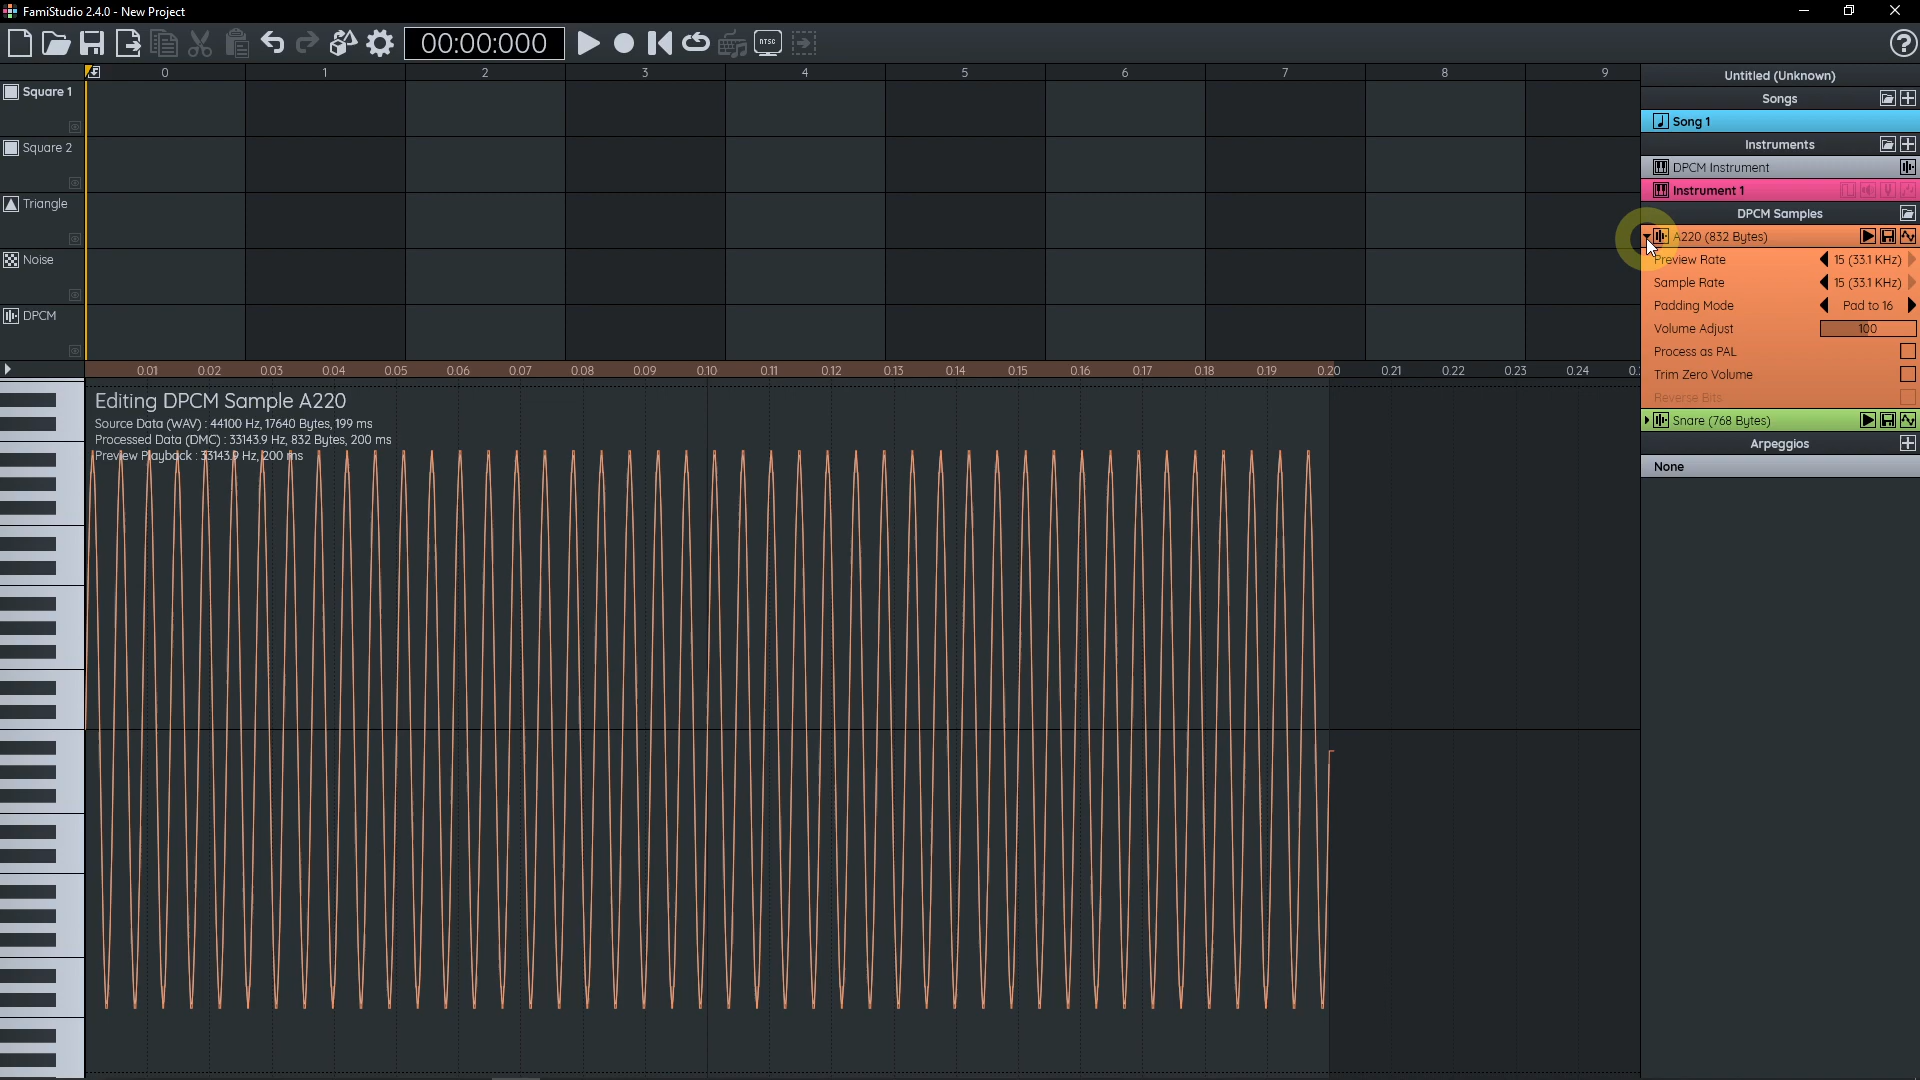 FamiStudio 2.4.0 - New Project
00:00:000
NTSC
0 1 2 3 4 5 6 7 8 9
Square 1
Square 2
Triangle
Noise
DPCM
0.01 0.02 0.03 0.04 0.05 0.06 0.07 0.08 0.09 0.10 0.11 0.12 0.13 0.14 0.15 0.16 0.17 0.18 0.19 0.20 0.21 0.22 0.23 0.24
Editing DPCM Sample A220
Source Data (WAV) : 44100 Hz, 17640 Bytes, 199 ms
Processed Data (DMC) : 33143.9 Hz, 832 Bytes, 200 ms
Preview Playback : 33143.9 Hz, 200 ms
Untitled (Unknown)
Songs
Song 1
Instruments
DPCM Instrument
Instrument 1
DPCM Samples
A220 (832 Bytes)
Preview Rate 15 (33.1 KHz)
Sample Rate 15 (33.1 KHz)
Padding Mode Pad to 16
Volume Adjust 100
Process as PAL
Trim Zero Volume
Reverse Bits
Snare (768 Bytes)
Arpeggios
None